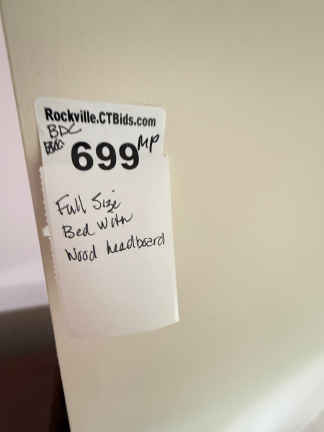 Rockville.CTBids.com
BDC
699 MP
Full Size
Bed with
Wood headboard